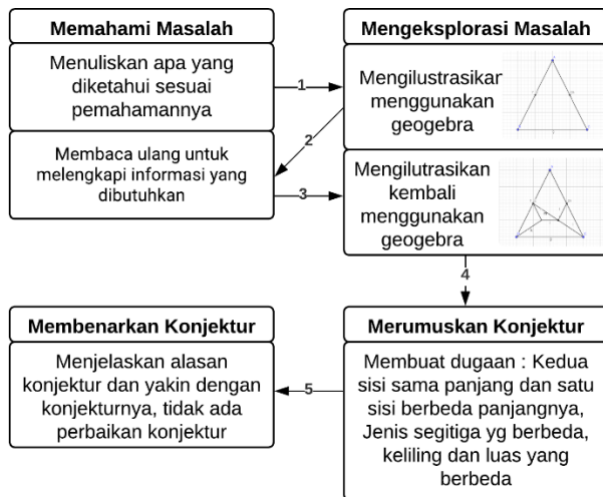 Memahami Masalah
Menuliskan apa yang
diketahui sesuai
pemahamannya
Membaca ulang untuk
melengkapi informasi yang
dibutuhkan
1
2
3
Mengeksplorasi Masalah
Mengilustrasikan
menggunakan
geogebra
Mengilutrasikan
kembali
menggunakan
geogebra
4
Membenarkan Konjektur
Menjelaskan alasan
konjektur dan yakin dengan
konjekturnya, tidak ada
perbaikan konjektur
5
Merumuskan Konjektur
Membuat dugaan : Kedua
sisi sama panjang dan satu
sisi berbeda panjangnya,
Jenis segitiga yg berbeda,
keliling dan luas yang
berbeda